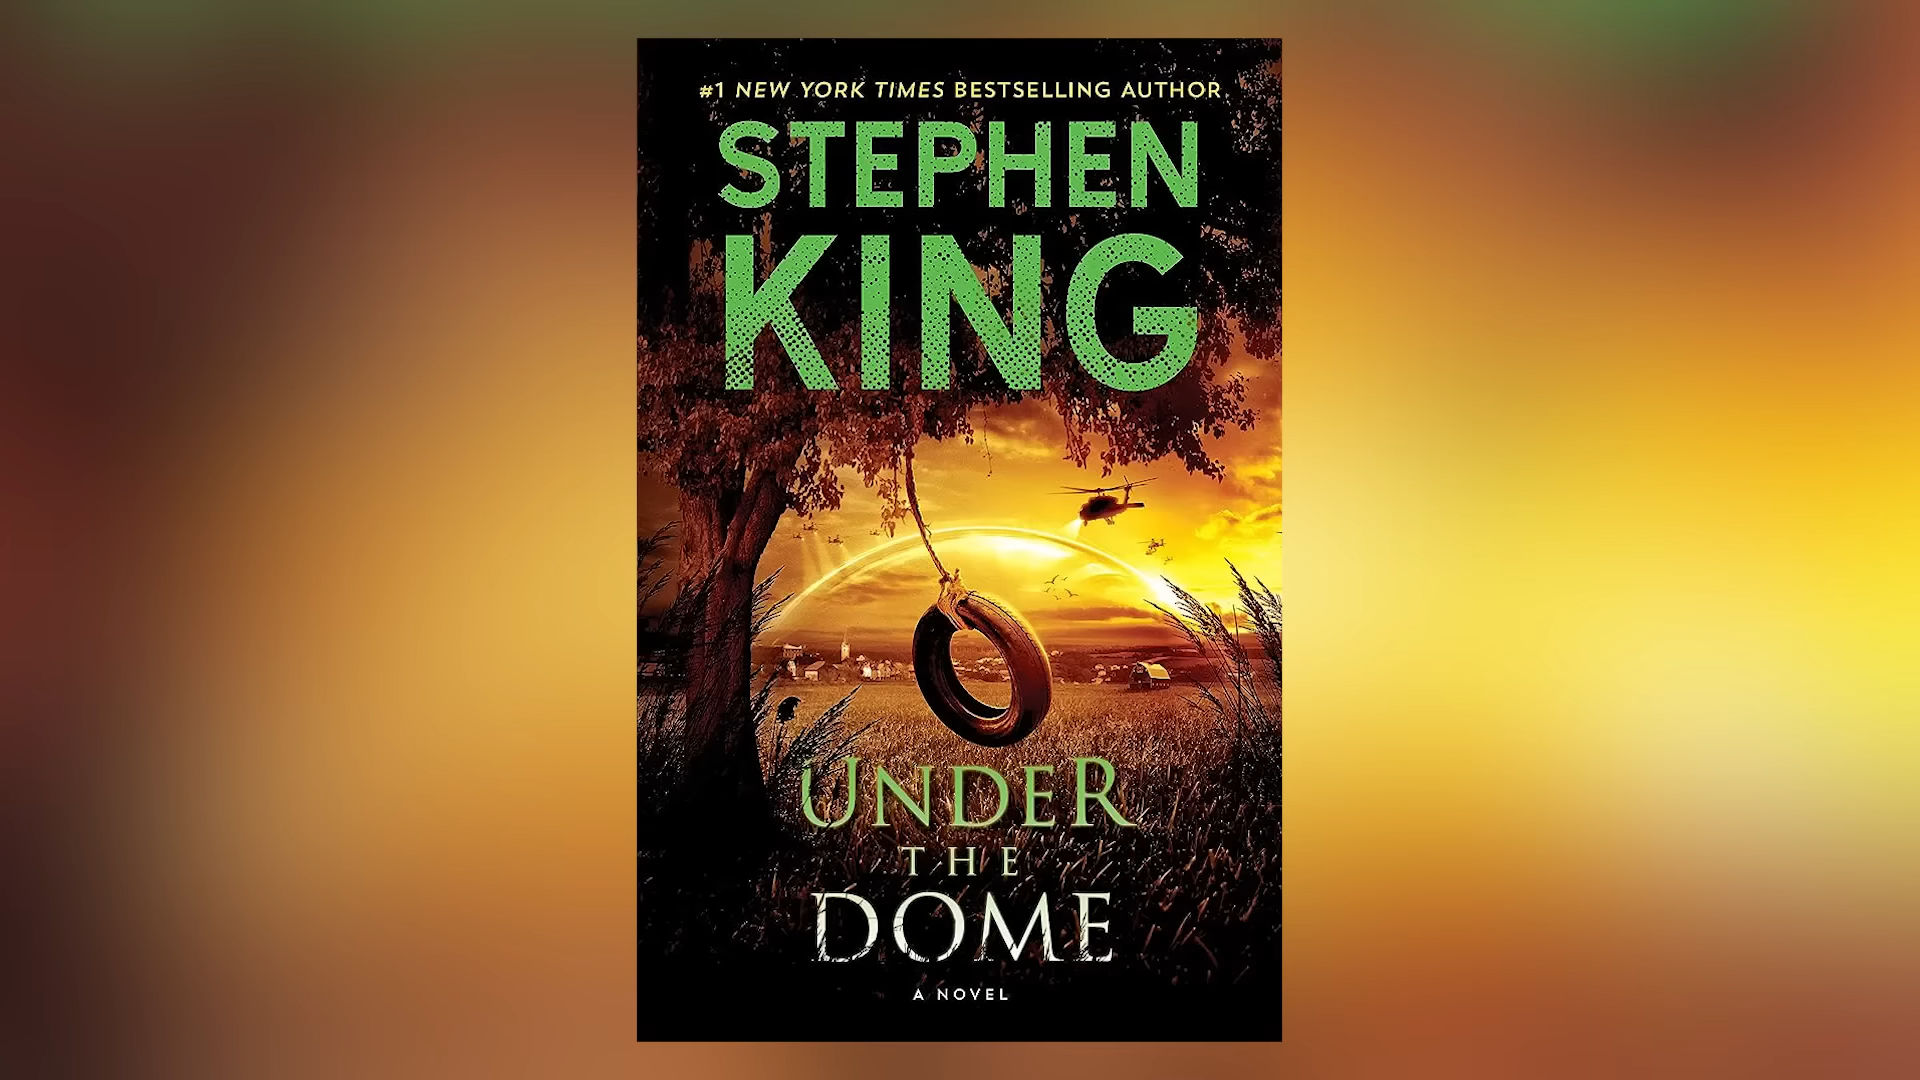 #1 NEW YORK TIMES BESTSELLING AUTHOR
STEPHEN
KING
UNDER
THE
DOME
A NOVEL